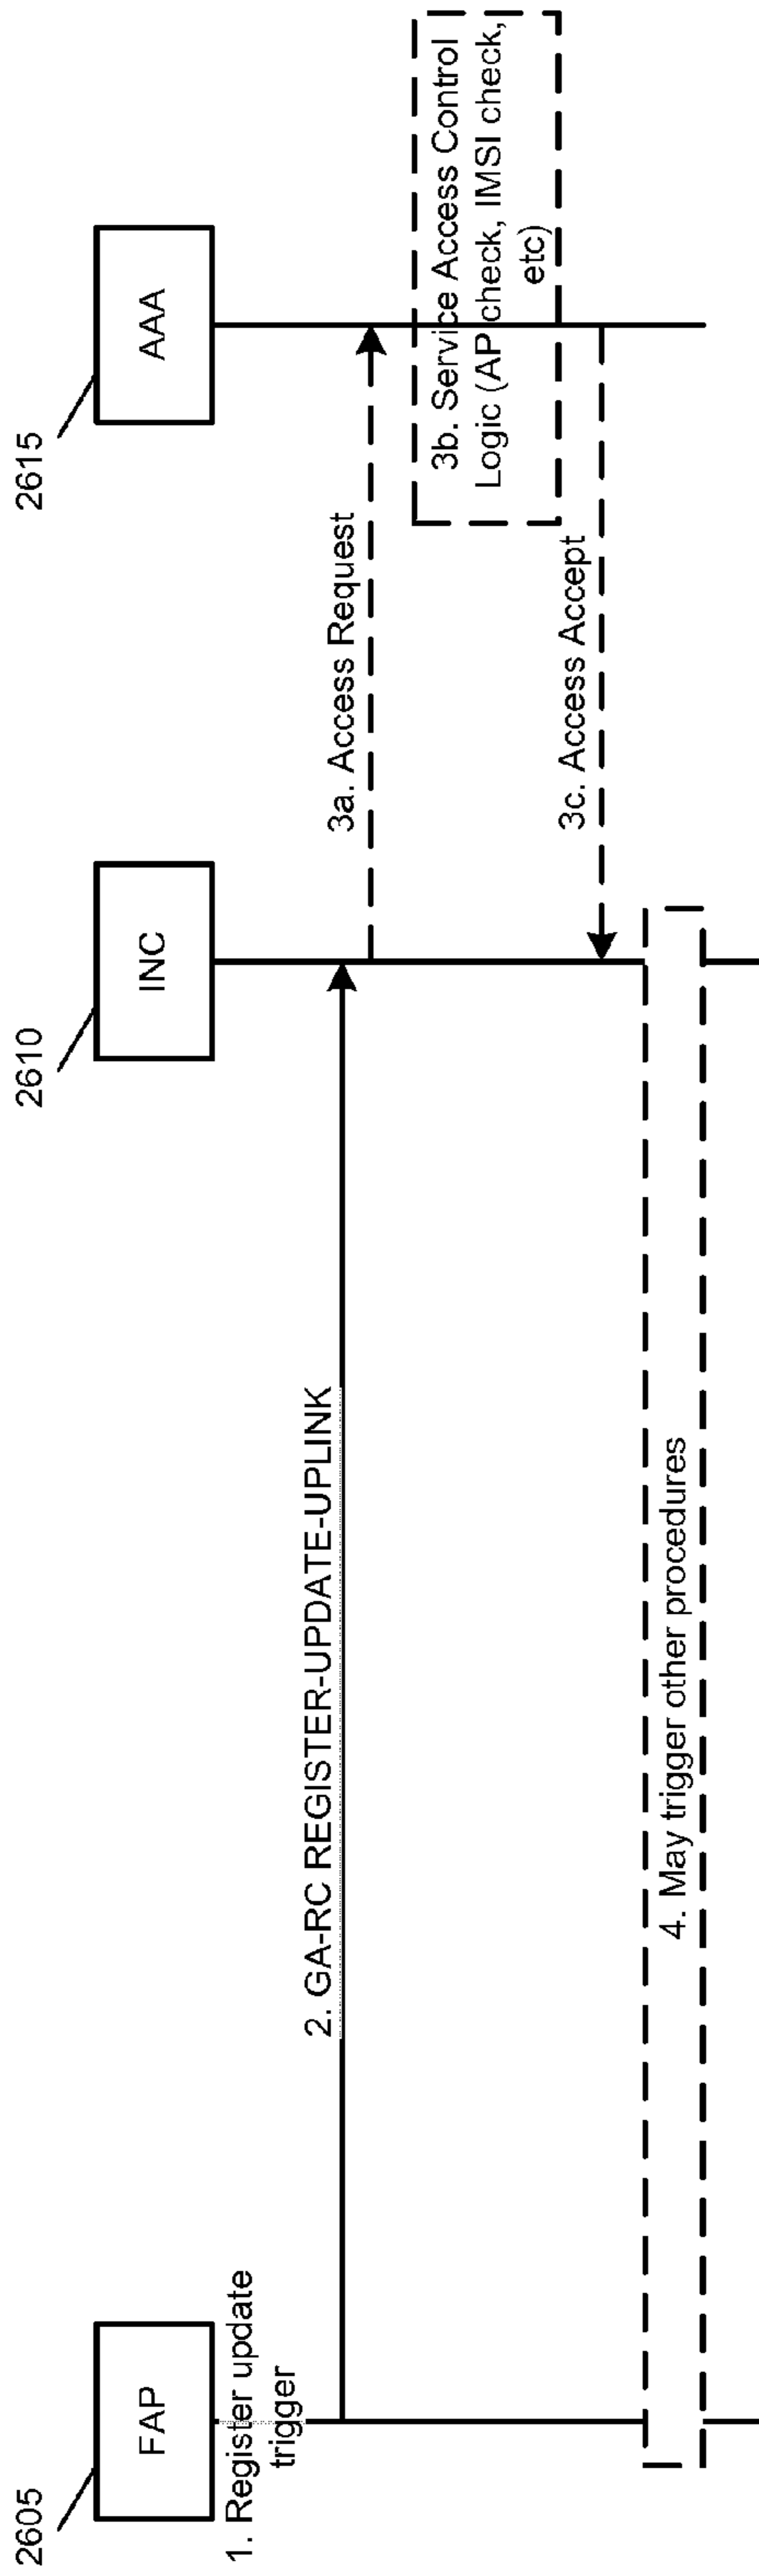 2605
2610
2615
FAP
INC
AAA
1. Register update
trigger
2. GA-RC REGISTER-UPDATE-UPLINK
3a. Access Request
3b. Service Access Control
Logic (AP check, IMSI check,
etc)
3c. Access Accept
4. May trigger other procedures